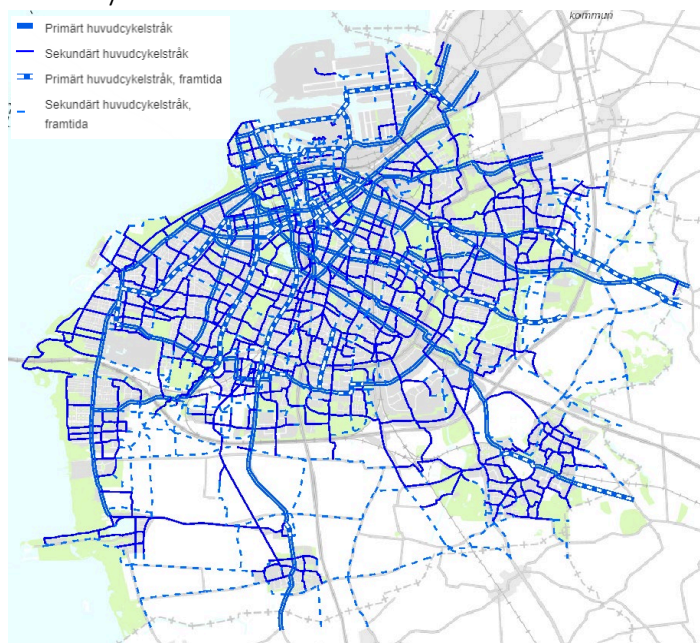 kommun
Primärt huvudcykelstråk
Sekundärt huvudcykelstråk
Primärt huvudcykelstråk, framtida
Sekundärt huvudcykelstråk,
framtida